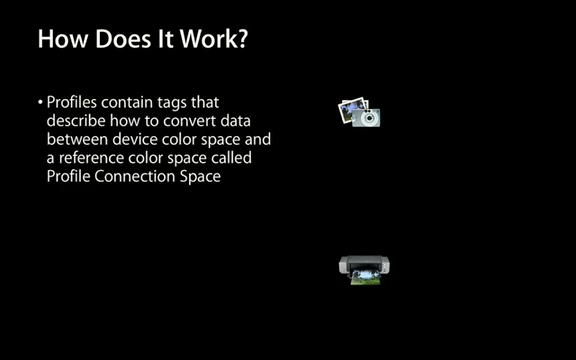 How Does It Work?
• Profiles contain tags that
describe how to convert data
between device color space and
a reference color space called
Profile Connection Space